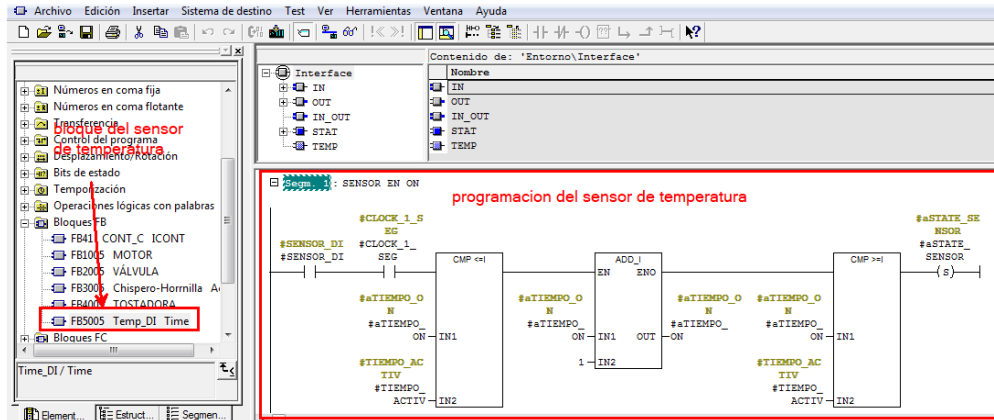 Archivo Edición Insertar Sistema de destino Test Ver Herramientas Ventana Ayuda
Contenido de: 'Entorno\Interface'
Nombre
Interface
IN
OUT
IN_OUT
STAT
TEMP
IN
OUT
IN_OUT
STAT
TEMP
Números en coma fija
Números en coma flotante
Transferencia
bloque del sensor
Control del programa
de temperatura
Desplazamiento/Rotación
Bits de estado
Temporización
Operaciones lógicas con palabras
Bloques FB
FB41 CONT_C ICONT
FB1005 MOTOR
FB2005 VÁLVULA
FB3005 Chispero-Horrnilla
FB4005 TOSTADORA
FB5005 Temp_DI Time
Bloques FC
Time_DI / Time
Element... Estruct... Segmen...
Segm. 1: SENSOR EN ON
programacion del sensor de temperatura
#CLOCK_1_S
EG
#SENSOR_DI #CLOCK_1_
#SENSOR_DI SEG
CMP <=I
ADD_I
EN ENO
CMP >=I
#aSTATE_SE
NSOR
#aSTATE_
SENSOR
(S)
#aTIEMPO_O
N
#aTIEMPO_
ON IN1
#TIEMPO_AC
TIV
#TIEMPO_
ACTIV IN2
#aTIEMPO_O
N
#aTIEMPO_
ON IN1
1 IN2
#aTIEMPO_O
N
#aTIEMPO_
OUT ON
#aTIEMPO_O
N
#aTIEMPO_
ON IN1
#TIEMPO_AC
TIV
#TIEMPO_
ACTIV IN2